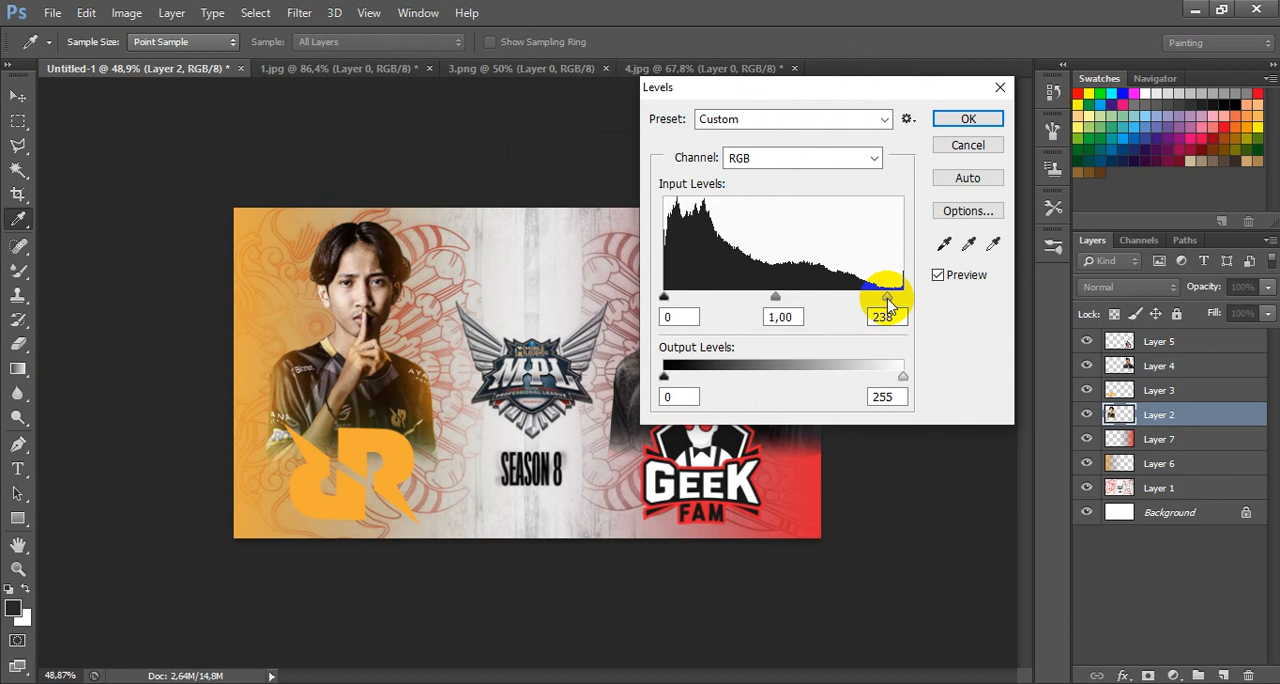 Ps File Edit Image Layer Type Select Filter 3D View Window Help
Sample Size: Point Sample Sample: All Layers Show Sampling Ring Painting
Untitled-1 @ 48,9% (Layer 2, RGB/8) * × 1.jpg @ 86,4% (Layer 0, RGB/8) * × 3.png @ 50% (Layer 0, RGB/8) × 4.jpg @ 67,8% (Layer 0, RGB/8) * ×
Levels
Preset: Custom OK
Channel: RGB Cancel
Input Levels: Auto
Options...
Preview
0 1,00 238
Output Levels:
0 255
MOBILE LEGENDS
MPL
PROFESSIONAL LEAGUE
SEASON 8
GEEK
FAM
Swatches Navigator
Layers Channels Paths
Kind
Normal Opacity: 100%
Lock: Fill: 100%
Layer 5
Layer 4
Layer 3
Layer 2
Layer 7
Layer 6
Layer 1
Background
48,87% Doc: 2,64M/14,8M